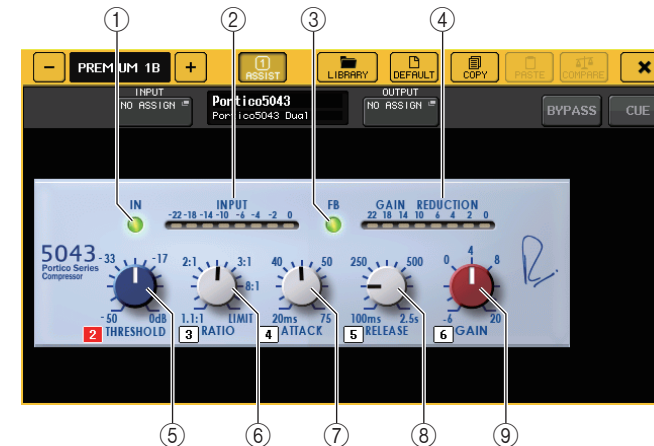 ① ② ③ ④
− PREMIUM 1B + 1 ASSIST LIBRARY DEFAULT COPY PASTE COMPARE ×
INPUT
NO ASSIGN
Portico5043
Portico5043 Dual
OUTPUT
NO ASSIGN
BYPASS CUE
IN INPUT FB GAIN REDUCTION
-22 -18 -14 -10 -6 -4 -2 0 22 18 14 10 6 4 2 0
5043
Portico Series
Compressor
-33 -17 2:1 3:1 40 50 250 500 0 4 8
8:1
-50 0dB 1.1:1 LIMIT 20ms 75 100ms 2.5s -6 20
2 THRESHOLD 3 RATIO 4 ATTACK 5 RELEASE 6 GAIN
⑤ ⑥ ⑦ ⑧ ⑨